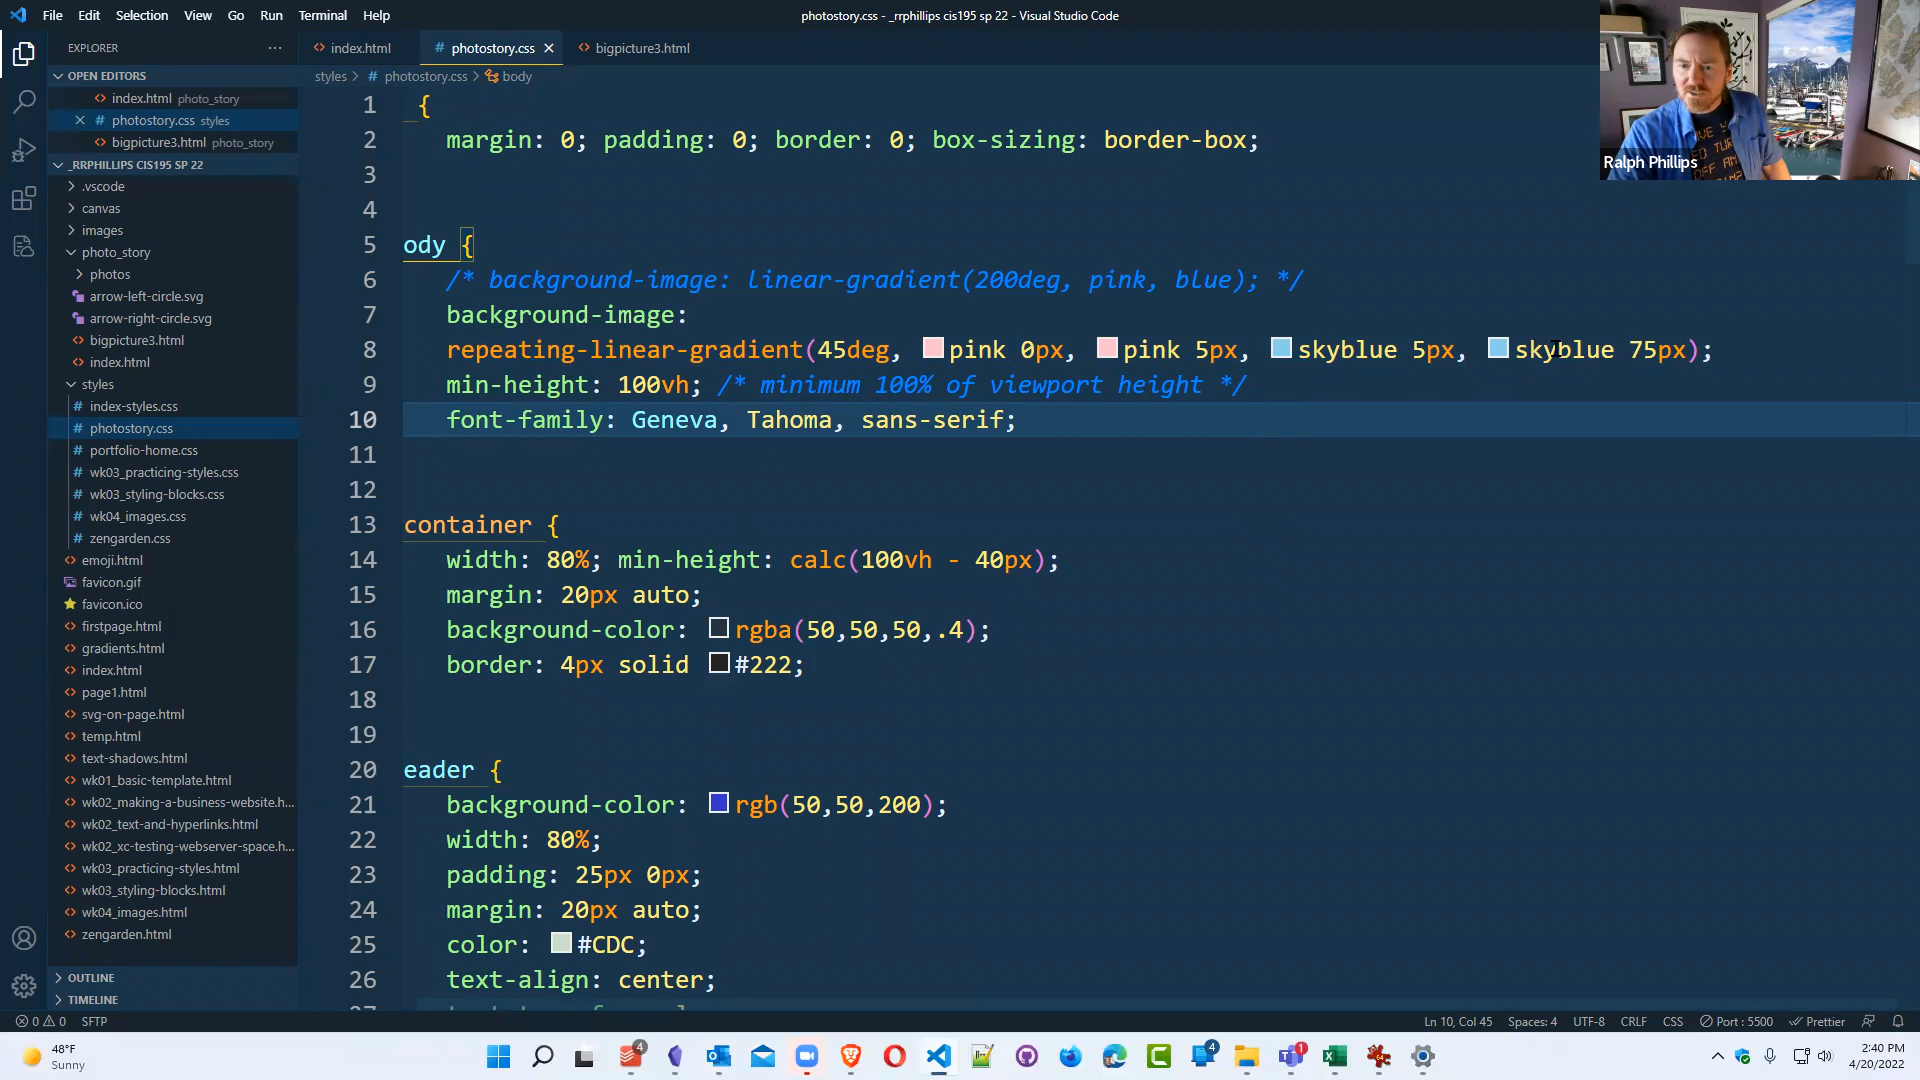 File Edit Selection View Go Run Terminal Help
photostory.css - _rrphillips cis195 sp 22 - Visual Studio Code
EXPLORER
OPEN EDITORS
index.html photo_story
photostory.css styles
bigpicture3.html photo_story
_RRPHILLIPS CIS195 SP 22
.vscode
canvas
images
photo_story
photos
arrow-left-circle.svg
arrow-right-circle.svg
bigpicture3.html
index.html
styles
index-styles.css
photostory.css
portfolio-home.css
wk03_practicing-styles.css
wk03_styling-blocks.css
wk04_images.css
zengarden.css
emoji.html
favicon.gif
favicon.ico
firstpage.html
gradients.html
index.html
page1.html
svg-on-page.html
temp.html
text-shadows.html
wk01_basic-template.html
wk02_making-a-business-website.h...
wk02_text-and-hyperlinks.html
wk02_xc-testing-webserver-space.h...
wk03_practicing-styles.html
wk03_styling-blocks.html
wk04_images.html
zengarden.html
OUTLINE
TIMELINE
index.html
photostory.css
bigpicture3.html
styles > photostory.css > body
1 {
2 margin: 0; padding: 0; border: 0; box-sizing: border-box;
3
4
5 ody {
6 /* background-image: linear-gradient(200deg, pink, blue); */
7 background-image:
8 repeating-linear-gradient(45deg, pink 0px, pink 5px, skyblue 5px, skyblue 75px);
9 min-height: 100vh; /* minimum 100% of viewport height */
10 font-family: Geneva, Tahoma, sans-serif;
11
12
13 container {
14 width: 80%; min-height: calc(100vh - 40px);
15 margin: 20px auto;
16 background-color: rgba(50,50,50,.4);
17 border: 4px solid #222;
18
19
20 eader {
21 background-color: rgb(50,50,200);
22 width: 80%;
23 padding: 25px 0px;
24 margin: 20px auto;
25 color: #CDC;
26 text-align: center;
Ralph Phillips
0 0 SFTP
Ln 10, Col 45 Spaces: 4 UTF-8 CRLF CSS Port : 5500 Prettier
48°F
Sunny
4
4
1
2:40 PM
4/20/2022